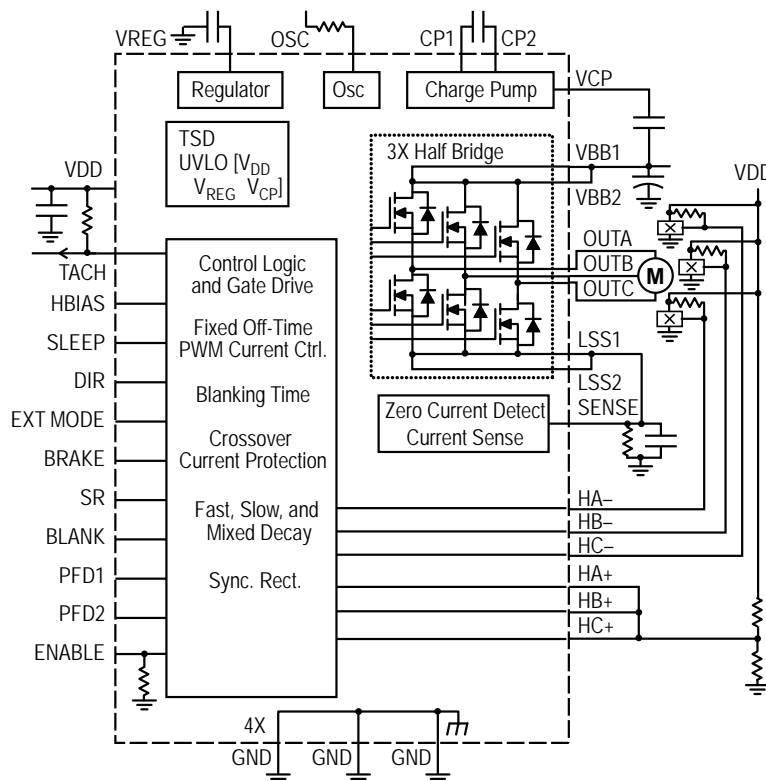 VREG
OSC
CP1
CP2
Regulator
Osc
Charge Pump
VCP
TSD
UVLO [VDD
VREG VCP]
3X Half Bridge
VBB1
VBB2
VDD
VDD
TACH
OUTA
OUTB
OUTC
M
Control Logic
and Gate Drive
HBIAS
Fixed Off-Time
PWM Current Ctrl.
SLEEP
LSS1
DIR
LSS2
Blanking Time
SENSE
EXT MODE
Zero Current Detect
Current Sense
Crossover
Current Protection
BRAKE
SR
HA–
Fast, Slow, and
Mixed Decay
HB–
BLANK
HC–
PFD1
Sync. Rect.
HA+
PFD2
HB+
HC+
ENABLE
4X
GND
GND
GND